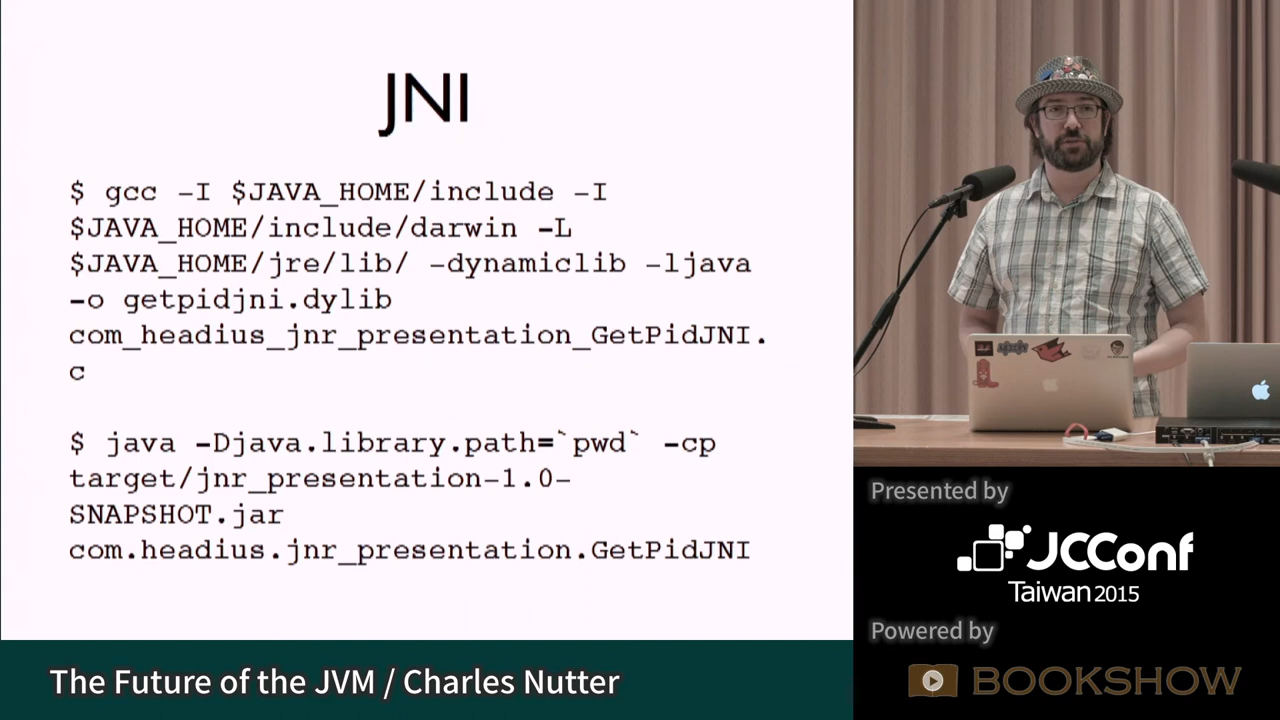 JNI
$ gcc -I $JAVA_HOME/include -I
$JAVA_HOME/include/darwin -L
$JAVA_HOME/jre/lib/ -dynamiclib -ljava
-o getpidjni.dylib
com_headius_jnr_presentation_GetPidJNI.
c
$ java -Djava.library.path=`pwd` -cp
target/jnr_presentation-1.0-
SNAPSHOT.jar
com.headius.jnr_presentation.GetPidJNI
The Future of the JVM / Charles Nutter
Presented by
JCConf
Taiwan 2015
Powered by
BOOKSHOW